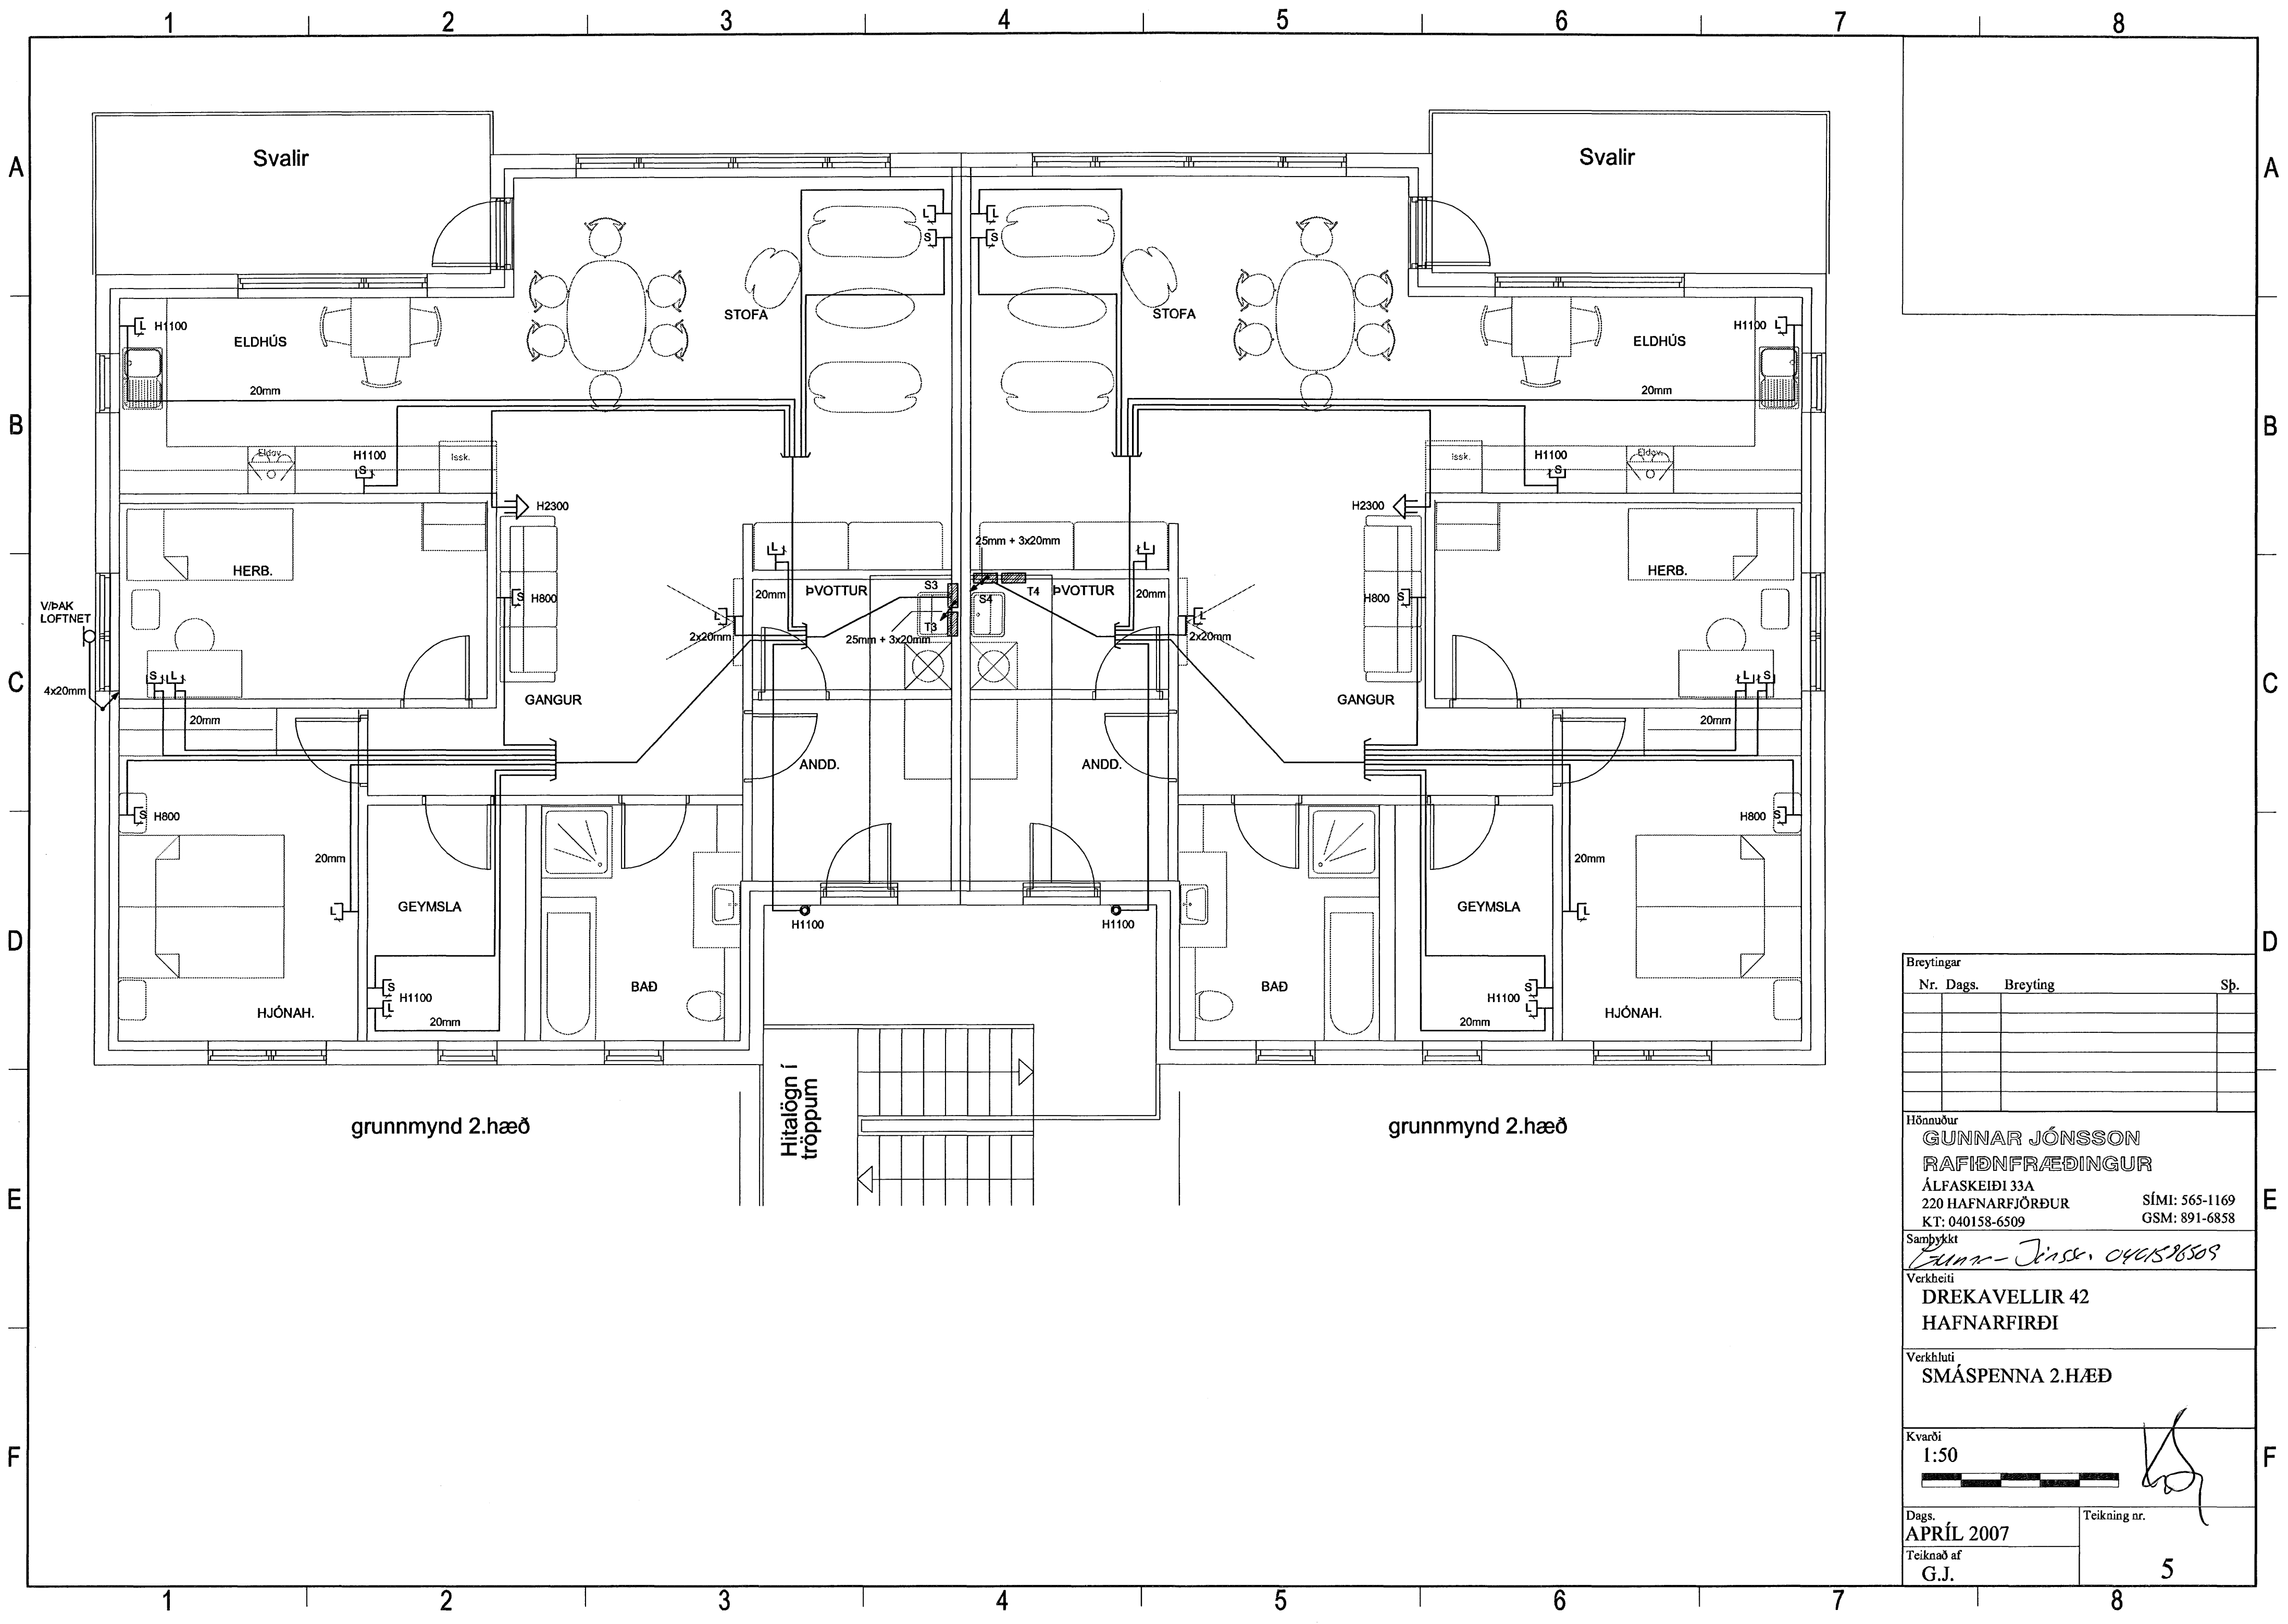 1 2 3 4 5 6 7 8
A A
B B
C C
D D
E E
F F
Svalir
Svalir
L L
S S
STOFA
STOFA
L H1100
H1100 L
ELDHÚS
ELDHÚS
20mm
20mm
Eldav.
H1100
S
Issk.
Issk.
H1100
S
Eldav.
H2300
H2300
25mm + 3x20mm
L
L
HERB.
HERB.
S H800
H800 S
20mm
ÞVOTTUR
S3
T3
S4
T4
ÞVOTTUR
20mm
V/ÞAK
LOFTNET
L
2x20mm
25mm + 3x20mm
L
2x20mm
4x20mm
S L
L S
GANGUR
GANGUR
20mm
20mm
ANDD.
ANDD.
S H800
H800 S
20mm
20mm
L
L
GEYMSLA
GEYMSLA
H1100
H1100
S
H1100
L
S
H1100
L
BAÐ
BAÐ
HJÓNAH.
HJÓNAH.
20mm
20mm
Hitalögn í
tröppum
grunnmynd 2.hæð
grunnmynd 2.hæð
Breytingar
Nr. Dags. Breyting Sþ.
Hönnuður
GUNNAR JÓNSSON
RAFIÐNFRÆÐINGUR
ÁLFASKEIÐI 33A
220 HAFNARFJÖRÐUR SÍMI: 565-1169
KT: 040158-6509 GSM: 891-6858
Samþykkt
Gunnar Jónss. 0401586509
Verkheiti
DREKAVELLIR 42
HAFNARFIRÐI
Verkhluti
SMÁSPENNA 2.HÆÐ
Kvarði
1:50
Dags.
APRÍL 2007
Teikning nr.
5
Teiknað af
G.J.
1 2 3 4 5 6 7 8